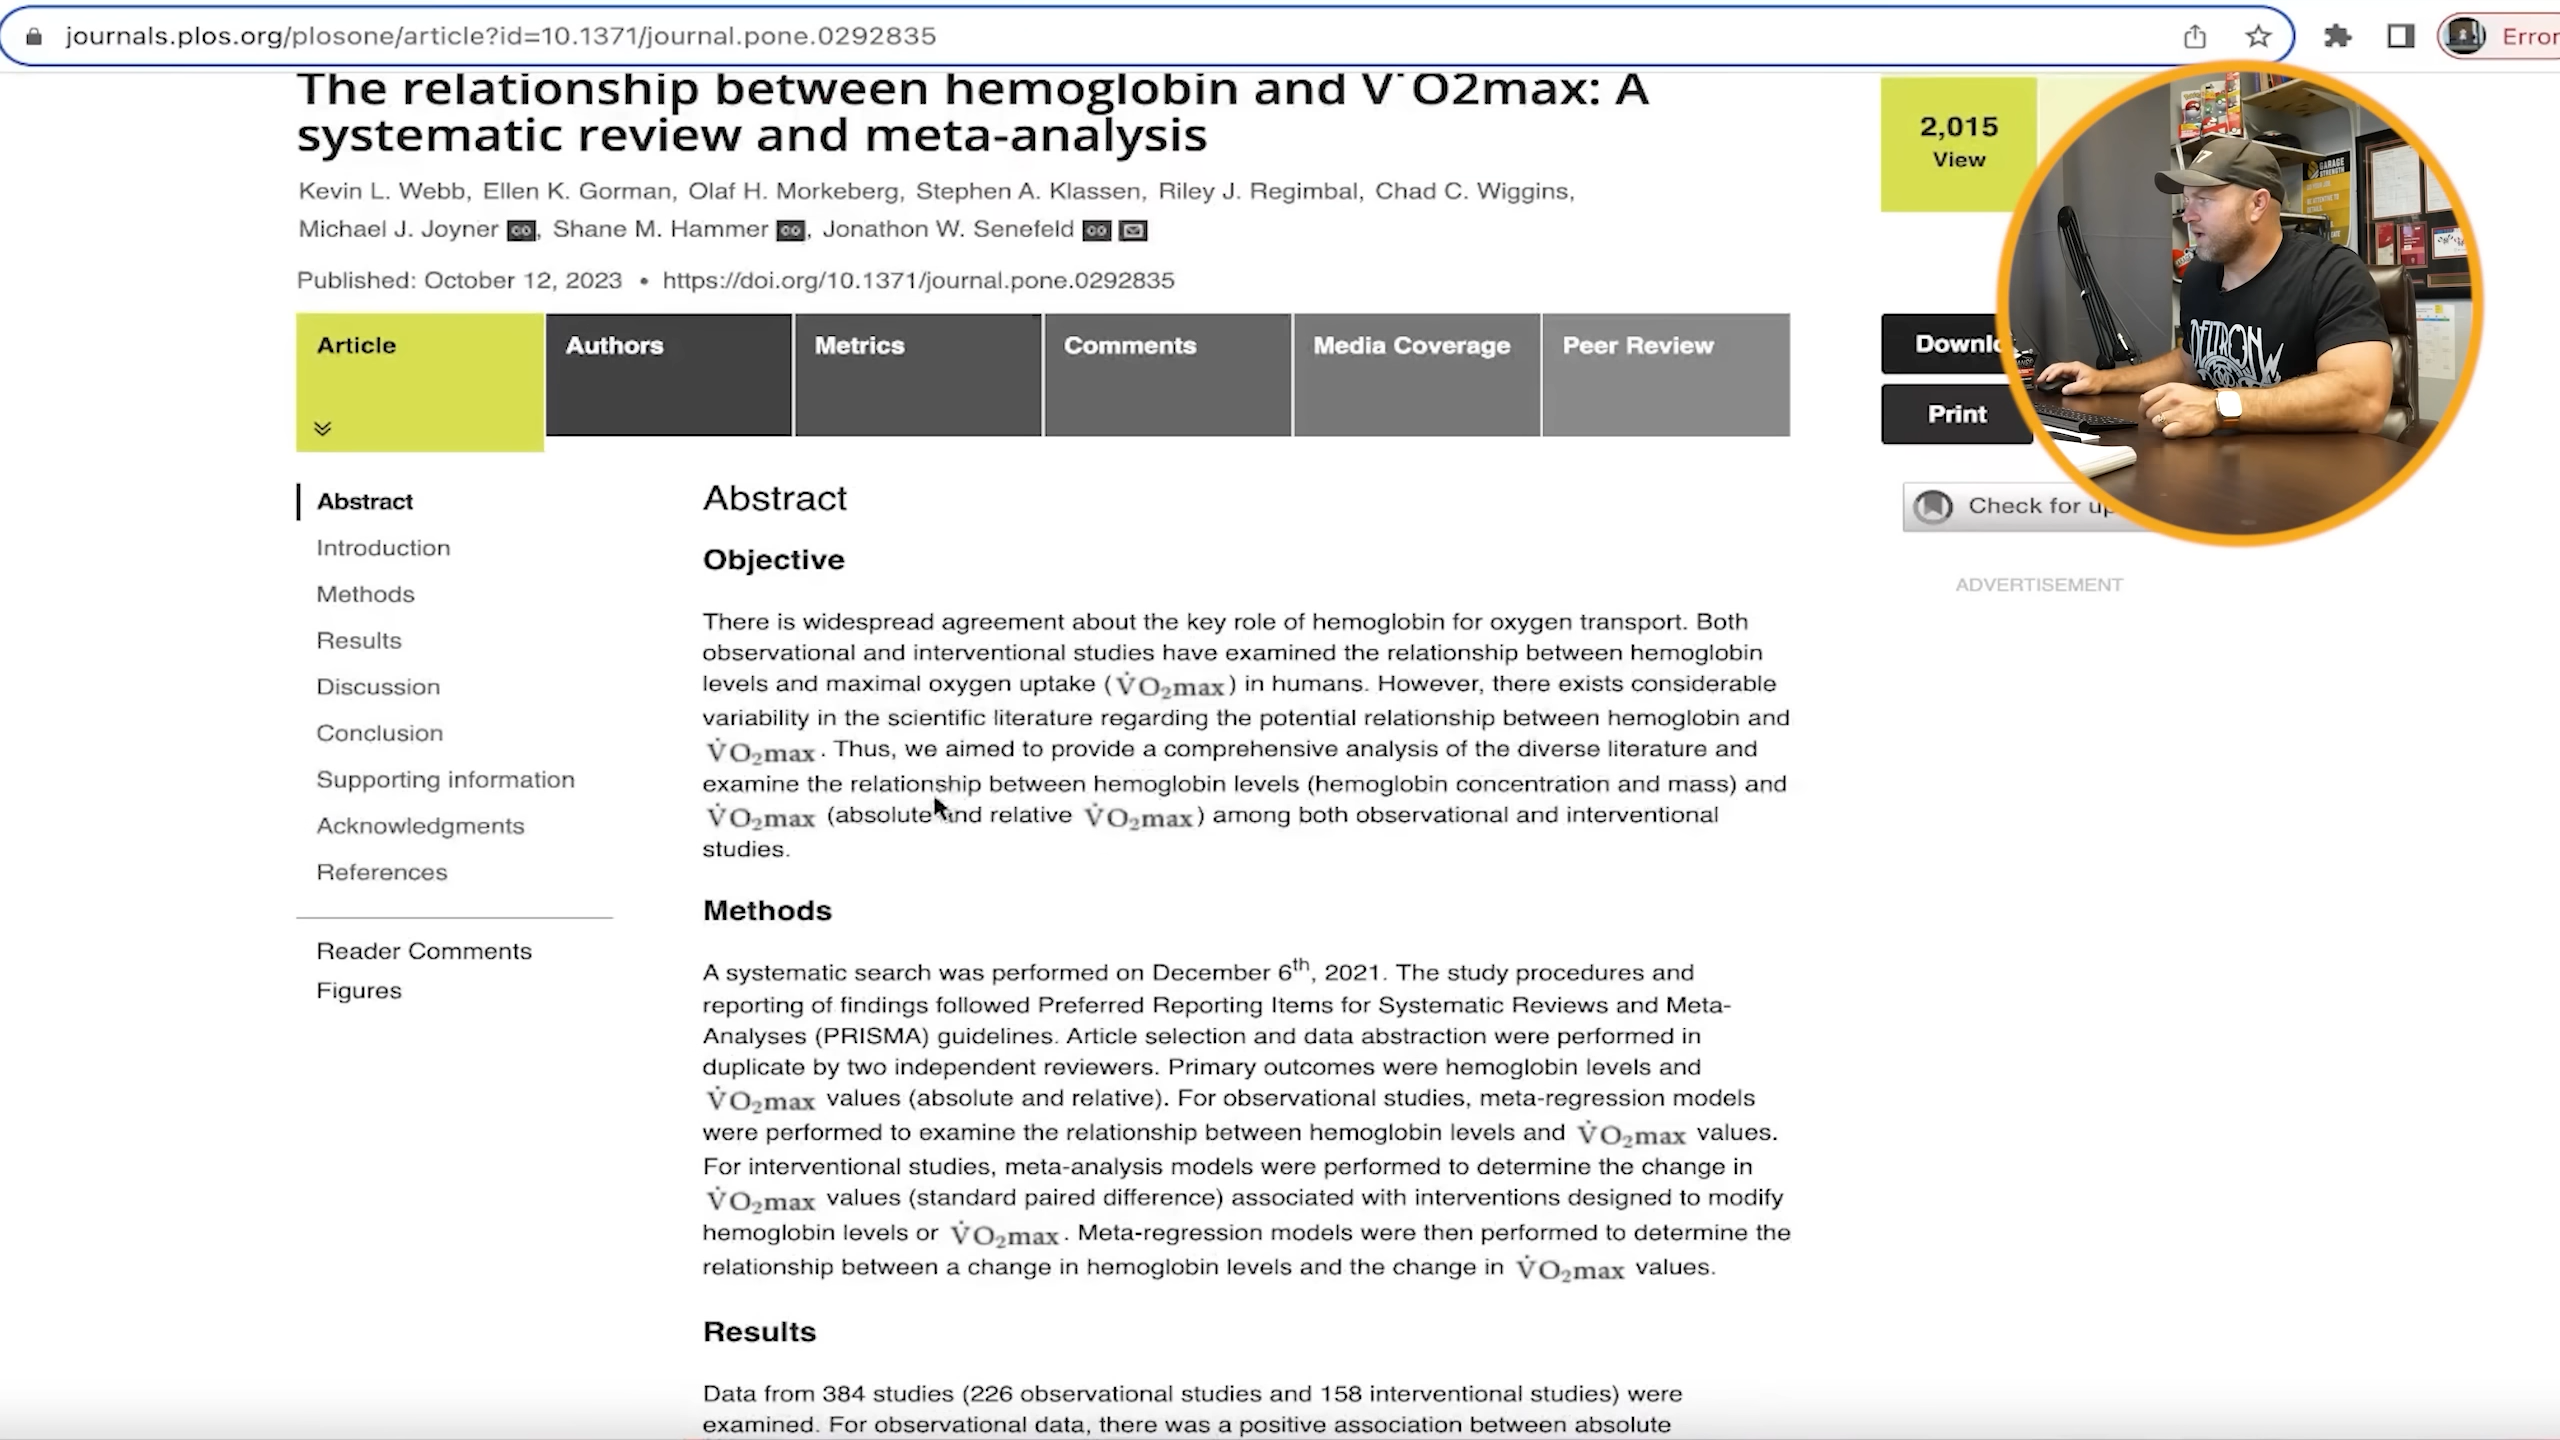 journals.plos.org/plosone/article?id=10.1371/journal.pone.0292835
Error
The relationship between hemoglobin and V˙O2max: A
systematic review and meta-analysis
Kevin L. Webb, Ellen K. Gorman, Olaf H. Morkeberg, Stephen A. Klassen, Riley J. Regimbal, Chad C. Wiggins,
Michael J. Joyner, Shane M. Hammer, Jonathon W. Senefeld
Published: October 12, 2023 • https://doi.org/10.1371/journal.pone.0292835
2,015
View
Article
Authors
Metrics
Comments
Media Coverage
Peer Review
Downlo
Print
Check for up
ADVERTISEMENT
GARAGE
STRENGTH
DELTRON
Abstract
Introduction
Methods
Results
Discussion
Conclusion
Supporting information
Acknowledgments
References
Reader Comments
Figures
Abstract
Objective
There is widespread agreement about the key role of hemoglobin for oxygen transport. Both
observational and interventional studies have examined the relationship between hemoglobin
levels and maximal oxygen uptake (V̇O₂max) in humans. However, there exists considerable
variability in the scientific literature regarding the potential relationship between hemoglobin and
V̇O₂max. Thus, we aimed to provide a comprehensive analysis of the diverse literature and
examine the relationship between hemoglobin levels (hemoglobin concentration and mass) and
V̇O₂max (absolute and relative V̇O₂max) among both observational and interventional
studies.
Methods
A systematic search was performed on December 6th, 2021. The study procedures and
reporting of findings followed Preferred Reporting Items for Systematic Reviews and Meta-
Analyses (PRISMA) guidelines. Article selection and data abstraction were performed in
duplicate by two independent reviewers. Primary outcomes were hemoglobin levels and
V̇O₂max values (absolute and relative). For observational studies, meta-regression models
were performed to examine the relationship between hemoglobin levels and V̇O₂max values.
For interventional studies, meta-analysis models were performed to determine the change in
V̇O₂max values (standard paired difference) associated with interventions designed to modify
hemoglobin levels or V̇O₂max. Meta-regression models were then performed to determine the
relationship between a change in hemoglobin levels and the change in V̇O₂max values.
Results
Data from 384 studies (226 observational studies and 158 interventional studies) were
examined. For observational data, there was a positive association between absolute